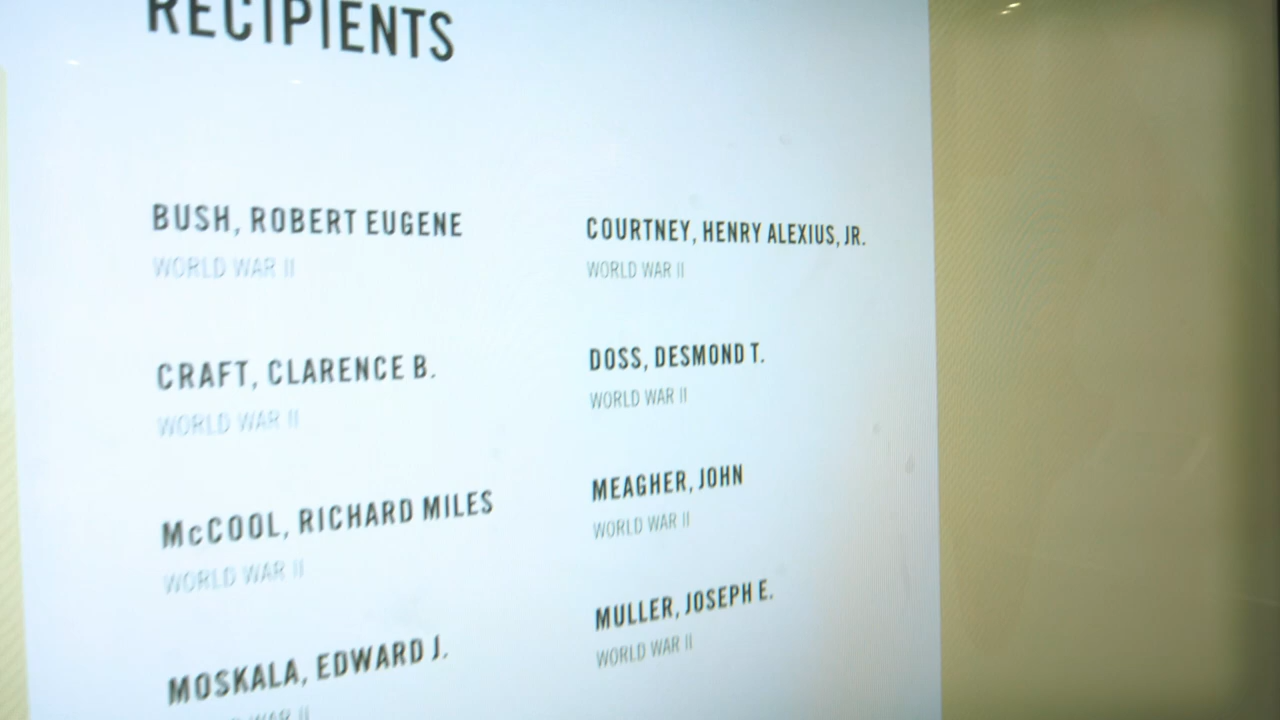 RECIPIENTS
BUSH, ROBERT EUGENE
WORLD WAR II
COURTNEY, HENRY ALEXIUS, JR.
WORLD WAR II
CRAFT, CLARENCE B.
WORLD WAR II
DOSS, DESMOND T.
WORLD WAR II
McCOOL, RICHARD MILES
WORLD WAR II
MEAGHER, JOHN
WORLD WAR II
MOSKALA, EDWARD J.
WAR II
MULLER, JOSEPH E.
WORLD WAR II